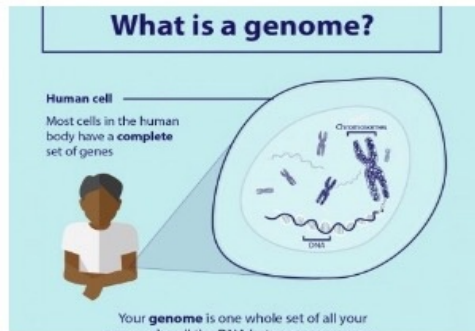 What is a genome?
Human cell
Most cells in the human
body have a complete
set of genes
Chromosomes
DNA
Your genome is one whole set of all your